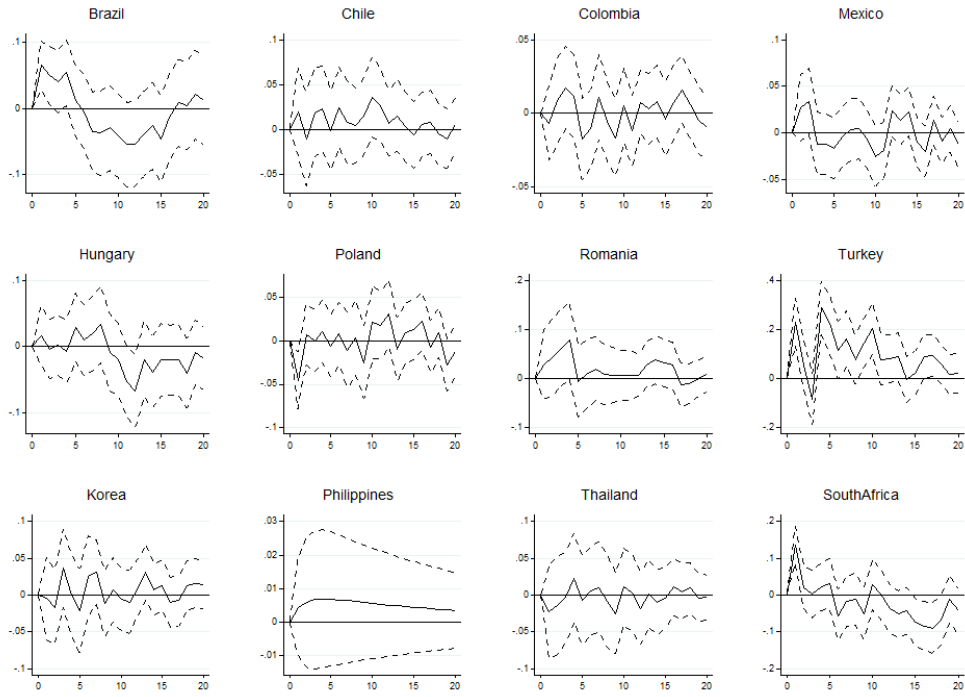 Brazil
.1
0
-.1
0 5 10 15 20
Chile
.1
.05
0
-.05
0 5 10 15 20
Colombia
.05
0
-.05
0 5 10 15 20
Mexico
.1
.05
0
-.05
0 5 10 15 20
Hungary
.1
0
-.1
0 5 10 15 20
Poland
.05
0
-.05
-.1
0 5 10 15 20
Romania
.2
.1
0
-.1
0 5 10 15 20
Turkey
.4
.2
0
-.2
0 5 10 15 20
Korea
.1
.05
0
-.05
-.1
0 5 10 15 20
Philippines
.03
.02
.01
0
-.01
0 5 10 15 20
Thailand
.1
.05
0
-.05
-.1
0 5 10 15 20
SouthAfrica
.2
.1
0
-.1
-.2
0 5 10 15 20